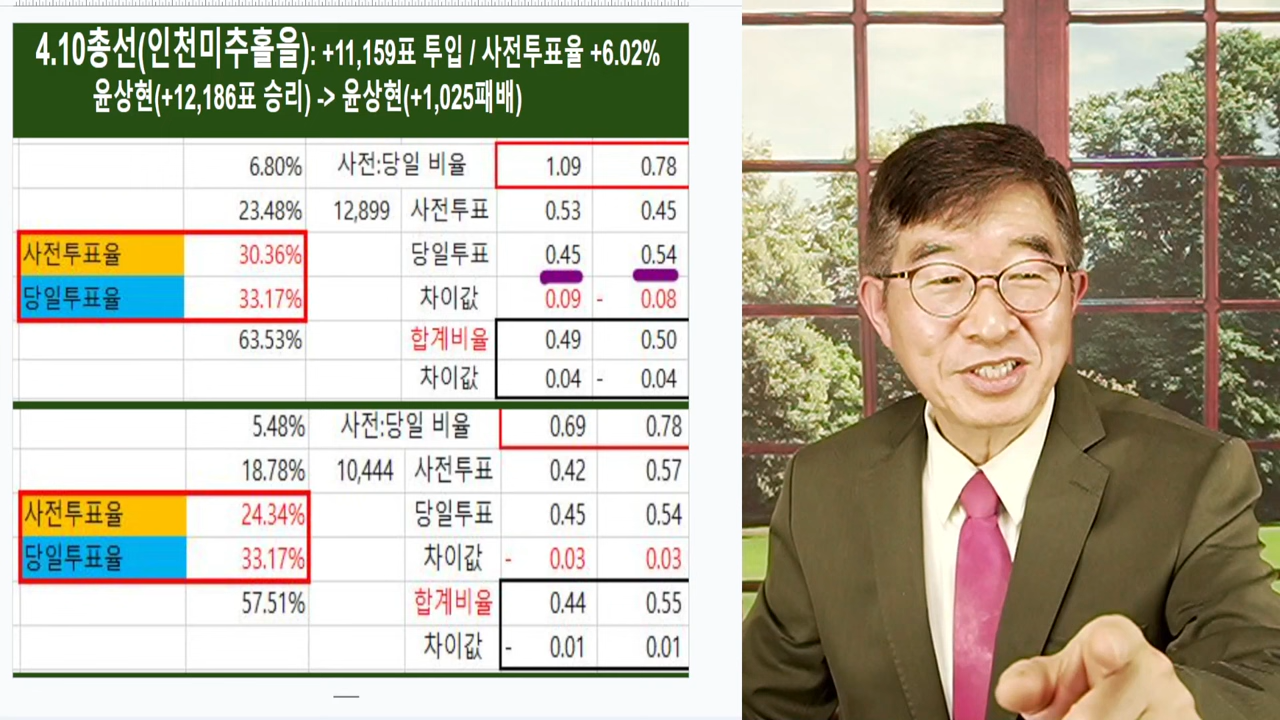 4.10총선(인천미추홀을): +11,159표 투입 / 사전투표율 +6.02%
윤상현(+12,186표 승리) -> 윤상현(+1,025패배)
6.80% 사전:당일 비율 1.09 0.78
23.48% 12,899 사전투표 0.53 0.45
사전투표율 30.36% 당일투표 0.45 0.54
당일투표율 33.17% 차이값 0.09 - 0.08
63.53% 합계비율 0.49 0.50
차이값 0.04 - 0.04
5.48% 사전:당일 비율 0.69 0.78
18.78% 10,444 사전투표 0.42 0.57
사전투표율 24.34% 당일투표 0.45 0.54
당일투표율 33.17% 차이값 - 0.03 0.03
57.51% 합계비율 0.44 0.55
차이값 - 0.01 0.01